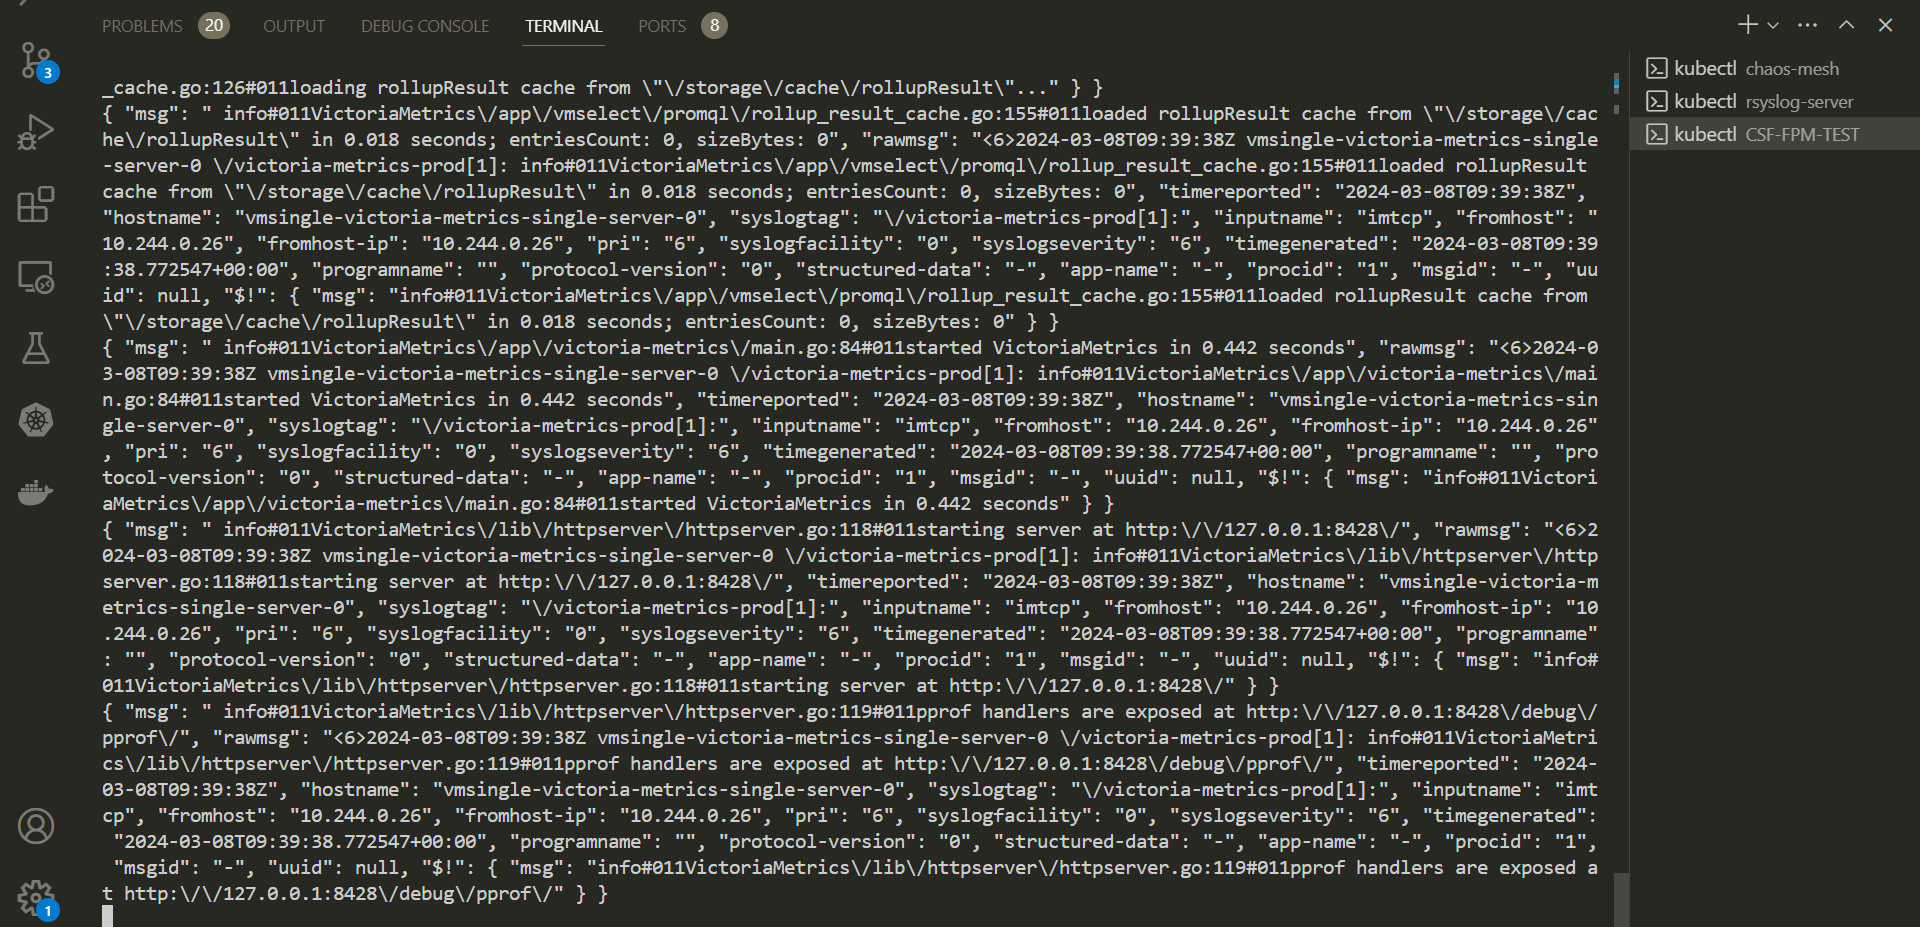 PROBLEMS 20 OUTPUT DEBUG CONSOLE TERMINAL PORTS 8
3
1
_cache.go:126#011loading rollupResult cache from \"\/storage\/cache\/rollupResult\"..." } }
{ "msg": " info#011VictoriaMetrics\/app\/vmselect\/promql\/rollup_result_cache.go:155#011loaded rollupResult cache from \"\/storage\/cac
he\/rollupResult\" in 0.018 seconds; entriesCount: 0, sizeBytes: 0", "rawmsg": "<6>2024-03-08T09:39:38Z vmsingle-victoria-metrics-single
-server-0 \/victoria-metrics-prod[1]: info#011VictoriaMetrics\/app\/vmselect\/promql\/rollup_result_cache.go:155#011loaded rollupResult
cache from \"\/storage\/cache\/rollupResult\" in 0.018 seconds; entriesCount: 0, sizeBytes: 0", "timereported": "2024-03-08T09:39:38Z",
"hostname": "vmsingle-victoria-metrics-single-server-0", "syslogtag": "\/victoria-metrics-prod[1]:", "inputname": "imtcp", "fromhost": "
10.244.0.26", "fromhost-ip": "10.244.0.26", "pri": "6", "syslogfacility": "0", "syslogseverity": "6", "timegenerated": "2024-03-08T09:39
:38.772547+00:00", "programname": "", "protocol-version": "0", "structured-data": "-", "app-name": "-", "procid": "1", "msgid": "-", "uu
id": null, "$!": { "msg": "info#011VictoriaMetrics\/app\/vmselect\/promql\/rollup_result_cache.go:155#011loaded rollupResult cache from
\"\/storage\/cache\/rollupResult\" in 0.018 seconds; entriesCount: 0, sizeBytes: 0" } }
{ "msg": " info#011VictoriaMetrics\/app\/victoria-metrics\/main.go:84#011started VictoriaMetrics in 0.442 seconds", "rawmsg": "<6>2024-0
3-08T09:39:38Z vmsingle-victoria-metrics-single-server-0 \/victoria-metrics-prod[1]: info#011VictoriaMetrics\/app\/victoria-metrics\/mai
n.go:84#011started VictoriaMetrics in 0.442 seconds", "timereported": "2024-03-08T09:39:38Z", "hostname": "vmsingle-victoria-metrics-sin
gle-server-0", "syslogtag": "\/victoria-metrics-prod[1]:", "inputname": "imtcp", "fromhost": "10.244.0.26", "fromhost-ip": "10.244.0.26"
, "pri": "6", "syslogfacility": "0", "syslogseverity": "6", "timegenerated": "2024-03-08T09:39:38.772547+00:00", "programname": "", "pro
tocol-version": "0", "structured-data": "-", "app-name": "-", "procid": "1", "msgid": "-", "uuid": null, "$!": { "msg": "info#011Victori
aMetrics\/app\/victoria-metrics\/main.go:84#011started VictoriaMetrics in 0.442 seconds" } }
{ "msg": " info#011VictoriaMetrics\/lib\/httpserver\/httpserver.go:118#011starting server at http:\/\/127.0.0.1:8428\/", "rawmsg": "<6>2
024-03-08T09:39:38Z vmsingle-victoria-metrics-single-server-0 \/victoria-metrics-prod[1]: info#011VictoriaMetrics\/lib\/httpserver\/http
server.go:118#011starting server at http:\/\/127.0.0.1:8428\/", "timereported": "2024-03-08T09:39:38Z", "hostname": "vmsingle-victoria-m
etrics-single-server-0", "syslogtag": "\/victoria-metrics-prod[1]:", "inputname": "imtcp", "fromhost": "10.244.0.26", "fromhost-ip": "10
.244.0.26", "pri": "6", "syslogfacility": "0", "syslogseverity": "6", "timegenerated": "2024-03-08T09:39:38.772547+00:00", "programname"
: "", "protocol-version": "0", "structured-data": "-", "app-name": "-", "procid": "1", "msgid": "-", "uuid": null, "$!": { "msg": "info#
011VictoriaMetrics\/lib\/httpserver\/httpserver.go:118#011starting server at http:\/\/127.0.0.1:8428\/" } }
{ "msg": " info#011VictoriaMetrics\/lib\/httpserver\/httpserver.go:119#011pprof handlers are exposed at http:\/\/127.0.0.1:8428\/debug\/
pprof\/", "rawmsg": "<6>2024-03-08T09:39:38Z vmsingle-victoria-metrics-single-server-0 \/victoria-metrics-prod[1]: info#011VictoriaMetri
cs\/lib\/httpserver\/httpserver.go:119#011pprof handlers are exposed at http:\/\/127.0.0.1:8428\/debug\/pprof\/", "timereported": "2024-
03-08T09:39:38Z", "hostname": "vmsingle-victoria-metrics-single-server-0", "syslogtag": "\/victoria-metrics-prod[1]:", "inputname": "imt
cp", "fromhost": "10.244.0.26", "fromhost-ip": "10.244.0.26", "pri": "6", "syslogfacility": "0", "syslogseverity": "6", "timegenerated":
 "2024-03-08T09:39:38.772547+00:00", "programname": "", "protocol-version": "0", "structured-data": "-", "app-name": "-", "procid": "1",
 "msgid": "-", "uuid": null, "$!": { "msg": "info#011VictoriaMetrics\/lib\/httpserver\/httpserver.go:119#011pprof handlers are exposed a
t http:\/\/127.0.0.1:8428\/debug\/pprof\/" } }
kubectl chaos-mesh
kubectl rsyslog-server
kubectl CSF-FPM-TEST